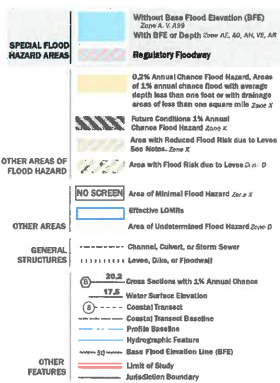 Without Base Flood Elevation (BFE)
Zone A, V, A99
With BFE or Depth Zone AE, AO, AH, VE, AR
SPECIAL FLOOD
HAZARD AREAS
Regulatory Floodway
0.2% Annual Chance Flood Hazard, Areas
of 1% annual chance flood with average
depth less than one foot or with drainage
areas of less than one square mile Zone X
Future Conditions 1% Annual
Chance Flood Hazard Zone X
Area with Reduced Flood Risk due to Levee
See Notes. Zone X
OTHER AREAS OF
FLOOD HAZARD
Area with Flood Risk due to Levee Zone D
NO SCREEN
Area of Minimal Flood Hazard Zone X
Effective LOMRs
OTHER AREAS
Area of Undetermined Flood Hazard Zone D
GENERAL
STRUCTURES
Channel, Culvert, or Storm Sewer
Levee, Dike, or Floodwall
B 20.2
Cross Sections with 1% Annual Chance
17.5
Water Surface Elevation
8
Coastal Transect
Coastal Transect Baseline
Profile Baseline
Hydrographic Feature
Base Flood Elevation Line (BFE)
OTHER
FEATURES
Limit of Study
Jurisdiction Boundary